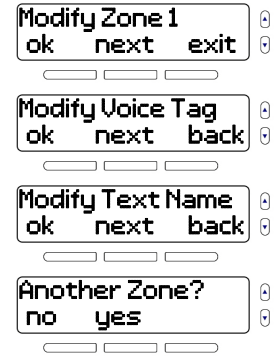 Modify Zone 1
ok next exit
Modify Voice Tag
ok next back
Modify Text Name
ok next back
Another Zone?
no yes